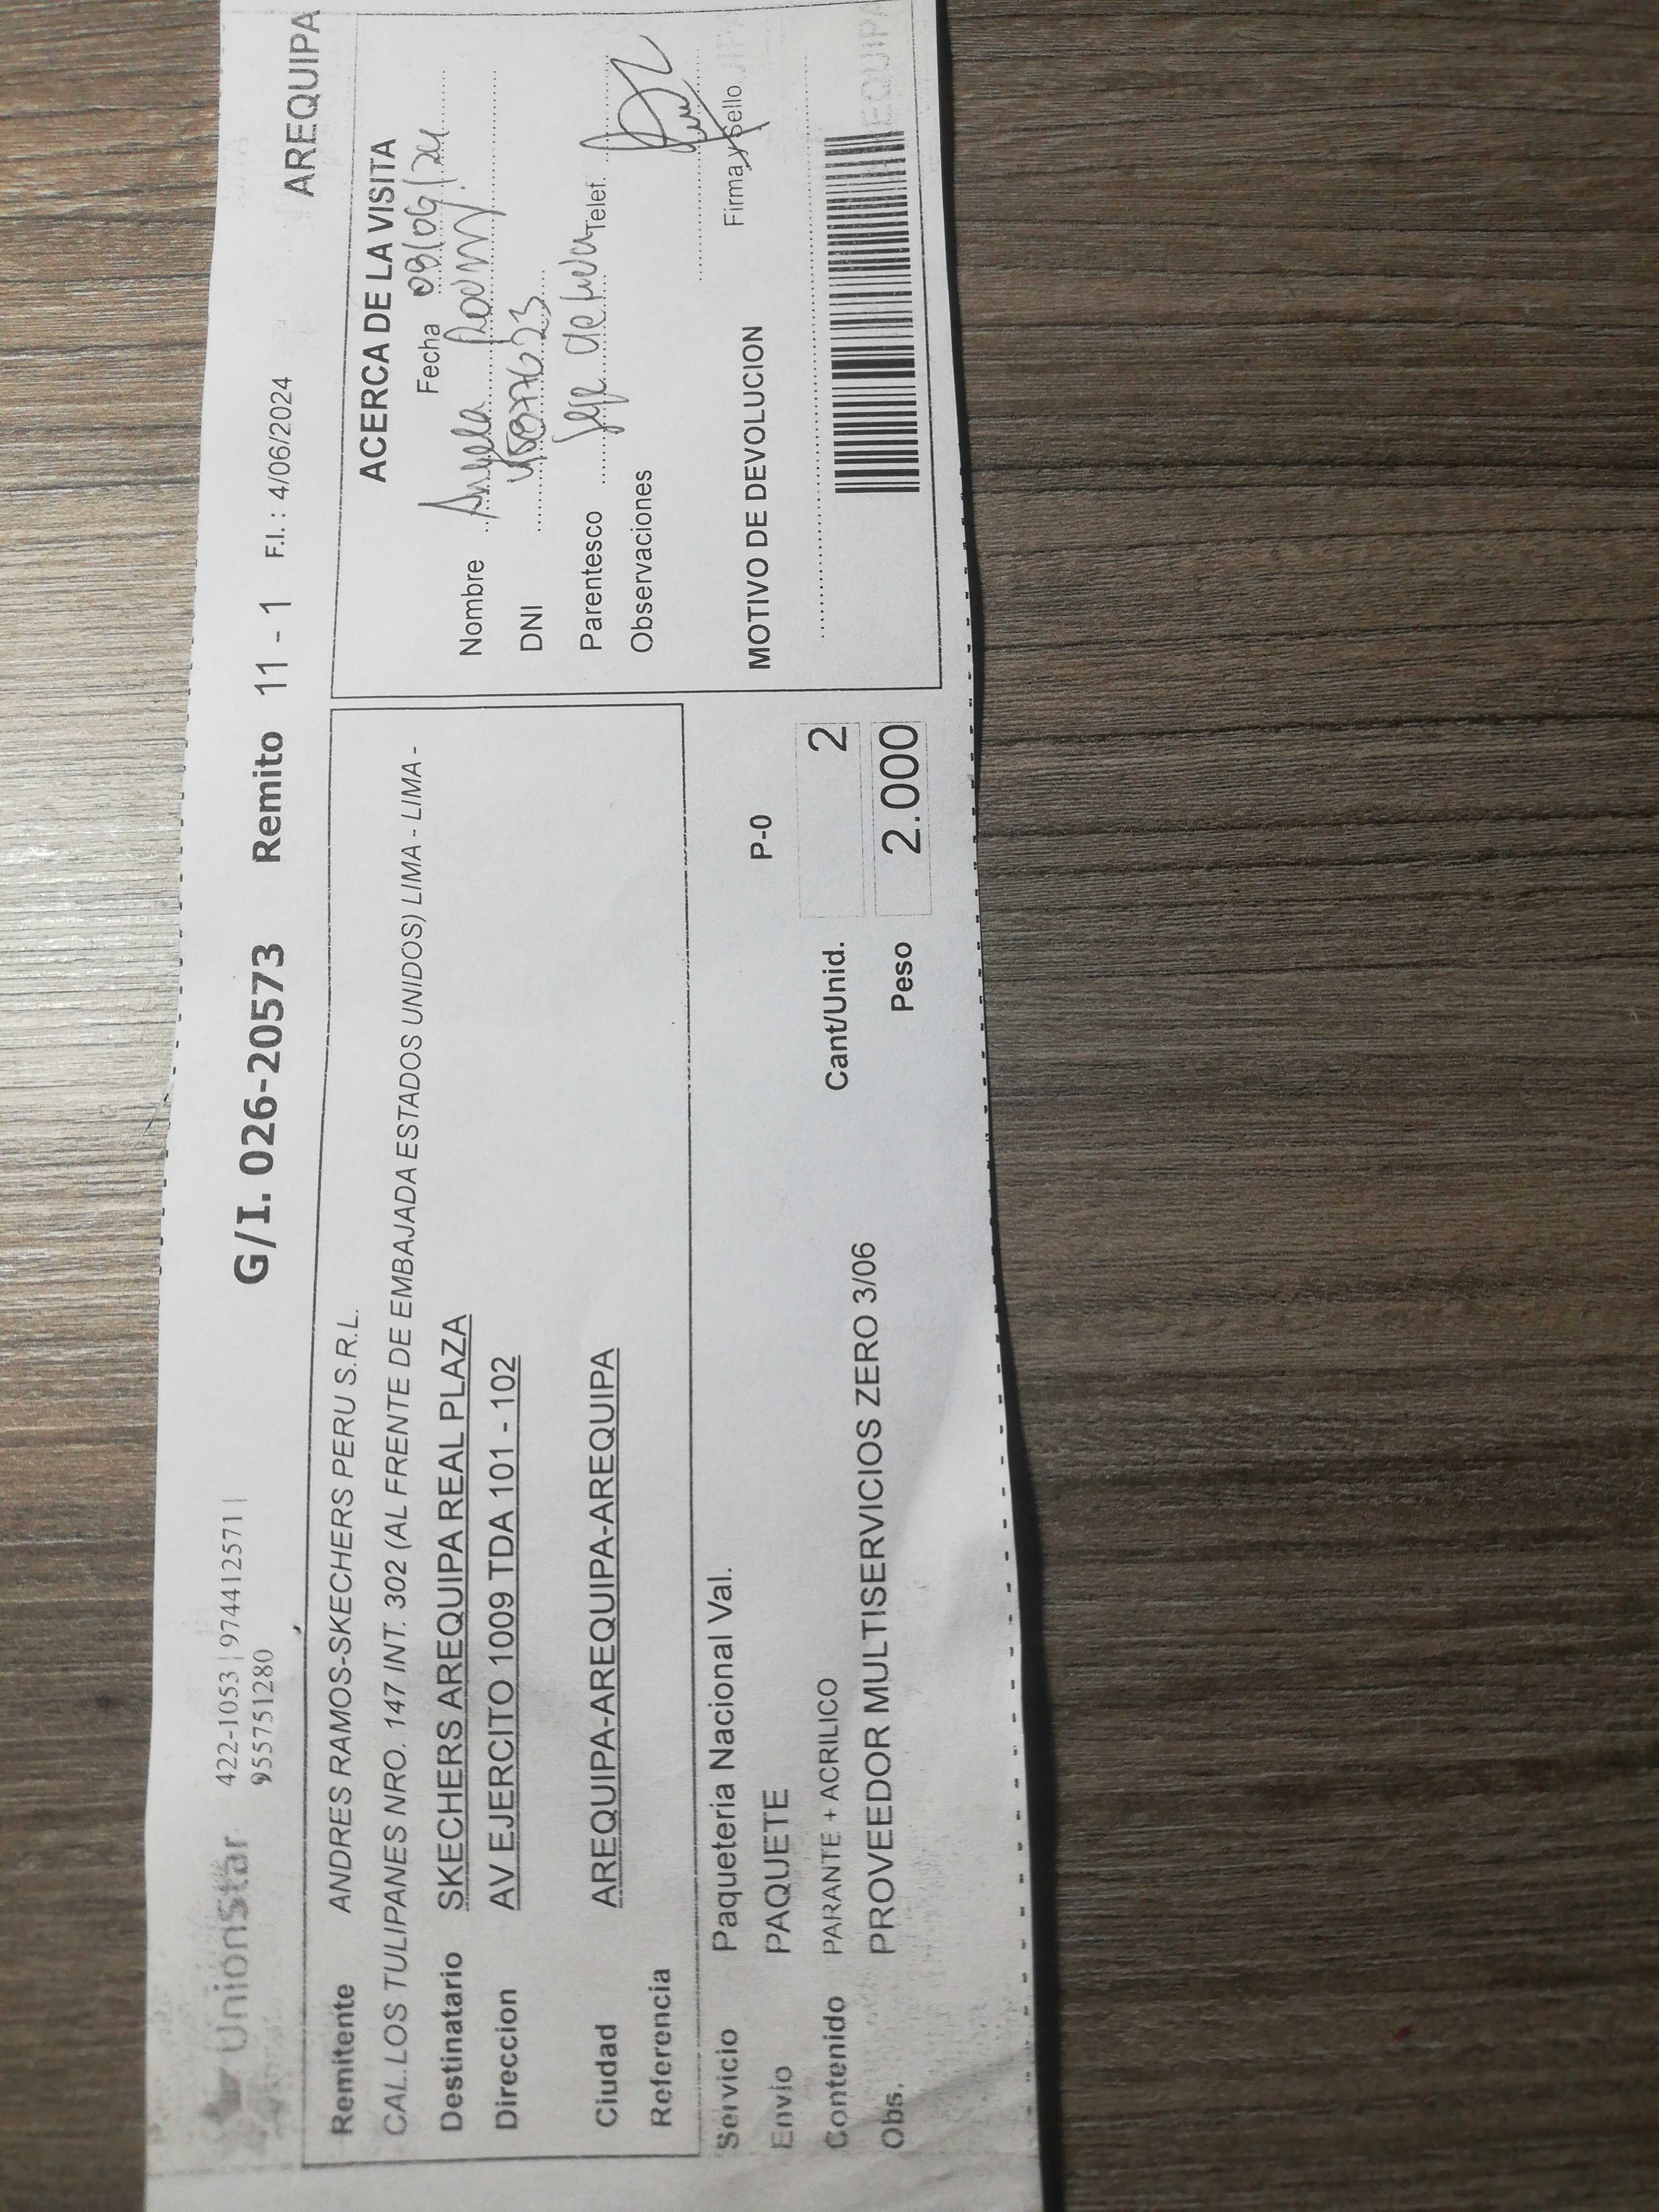 Unionstar 422-1053 | 974412571 |
955751280
G/I. 026-20573 Remito 11 - 1 F.I.: 4/06/2024 AREQUIPA
Remitente ANDRES RAMOS-SKECHERS PERU S.R.L.
CAL.LOS TULIPANES NRO. 147 INT. 302 (AL FRENTE DE EMBAJADA ESTADOS UNIDOS) LIMA - LIMA -
Destinatario SKECHERS AREQUIPA REAL PLAZA
Direccion AV EJERCITO 1009 TDA 101 - 102
Ciudad AREQUIPA-AREQUIPA-AREQUIPA
Referencia
Servicio Paqueteria Nacional Val. P-0
Envio PAQUETE
Contenido PARANTE + ACRILICO Cant/Unid. 2
Obs. PROVEEDOR MULTISERVICIOS ZERO 3/06 Peso 2.000
ACERCA DE LA VISITA
Fecha 08/06/24
Nombre Angela
DNI
Parentesco Telef.
Observaciones
Firma y Sello
MOTIVO DE DEVOLUCION